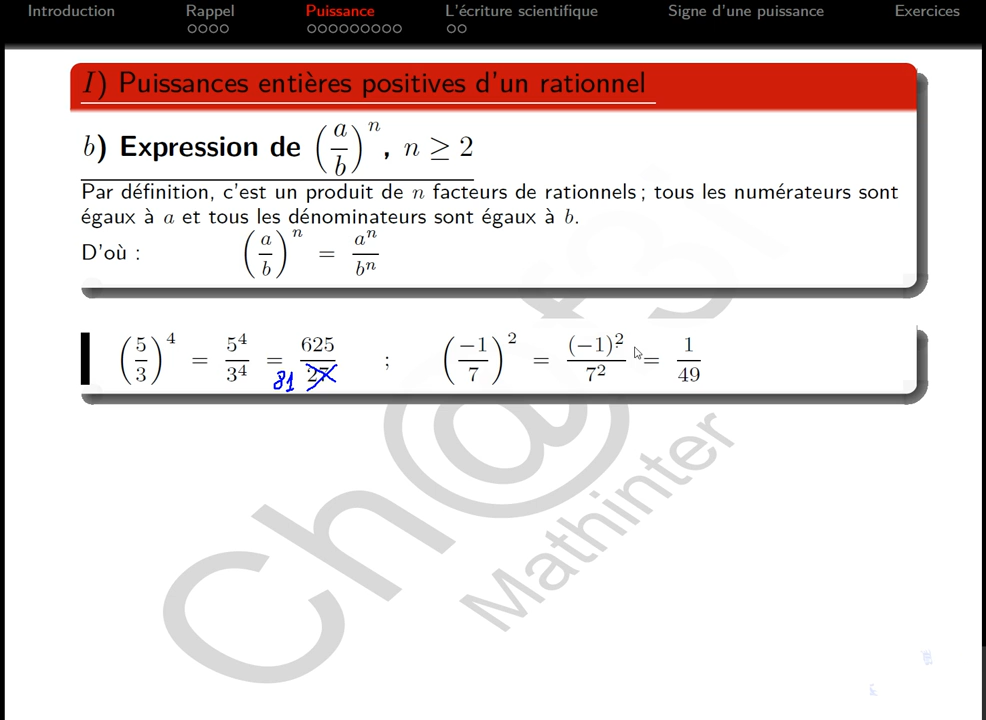 Introduction Rappel Puissance L'écriture scientifique Signe d'une puissance Exercices
I) Puissances entières positives d'un rationnel
b) Expression de (a/b)^n, n ≥ 2
Par définition, c'est un produit de n facteurs de rationnels ; tous les numérateurs sont
égaux à a et tous les dénominateurs sont égaux à b.
D'où : (a/b)^n = a^n/b^n
(5/3)^4 = 5^4/3^4 = 625/27 81 ; (-1/7)^2 = (-1)^2/7^2 = 1/49
Ch@f3i
Mathinter